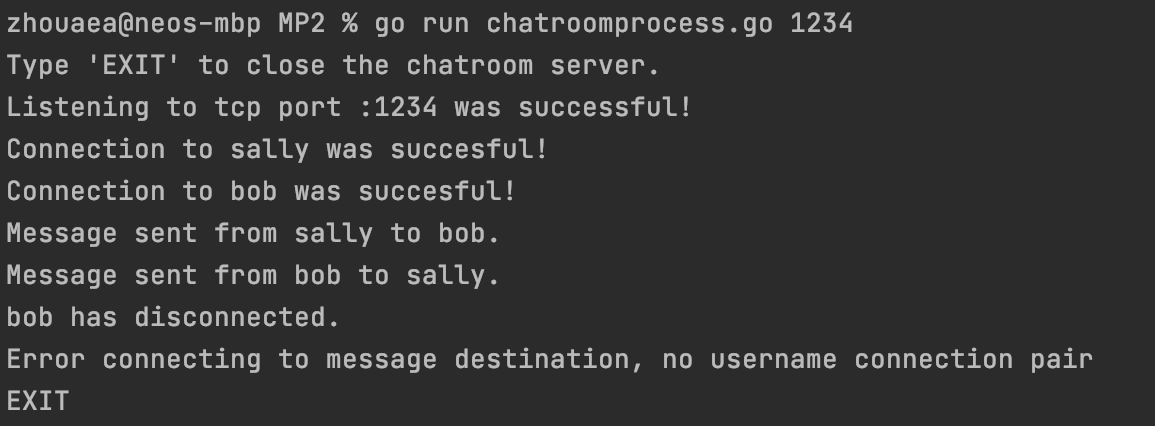 zhouaea@neos-mbp MP2 % go run chatroomprocess.go 1234
Type 'EXIT' to close the chatroom server.
Listening to tcp port :1234 was successful!
Connection to sally was succesful!
Connection to bob was succesful!
Message sent from sally to bob.
Message sent from bob to sally.
bob has disconnected.
Error connecting to message destination, no username connection pair
EXIT